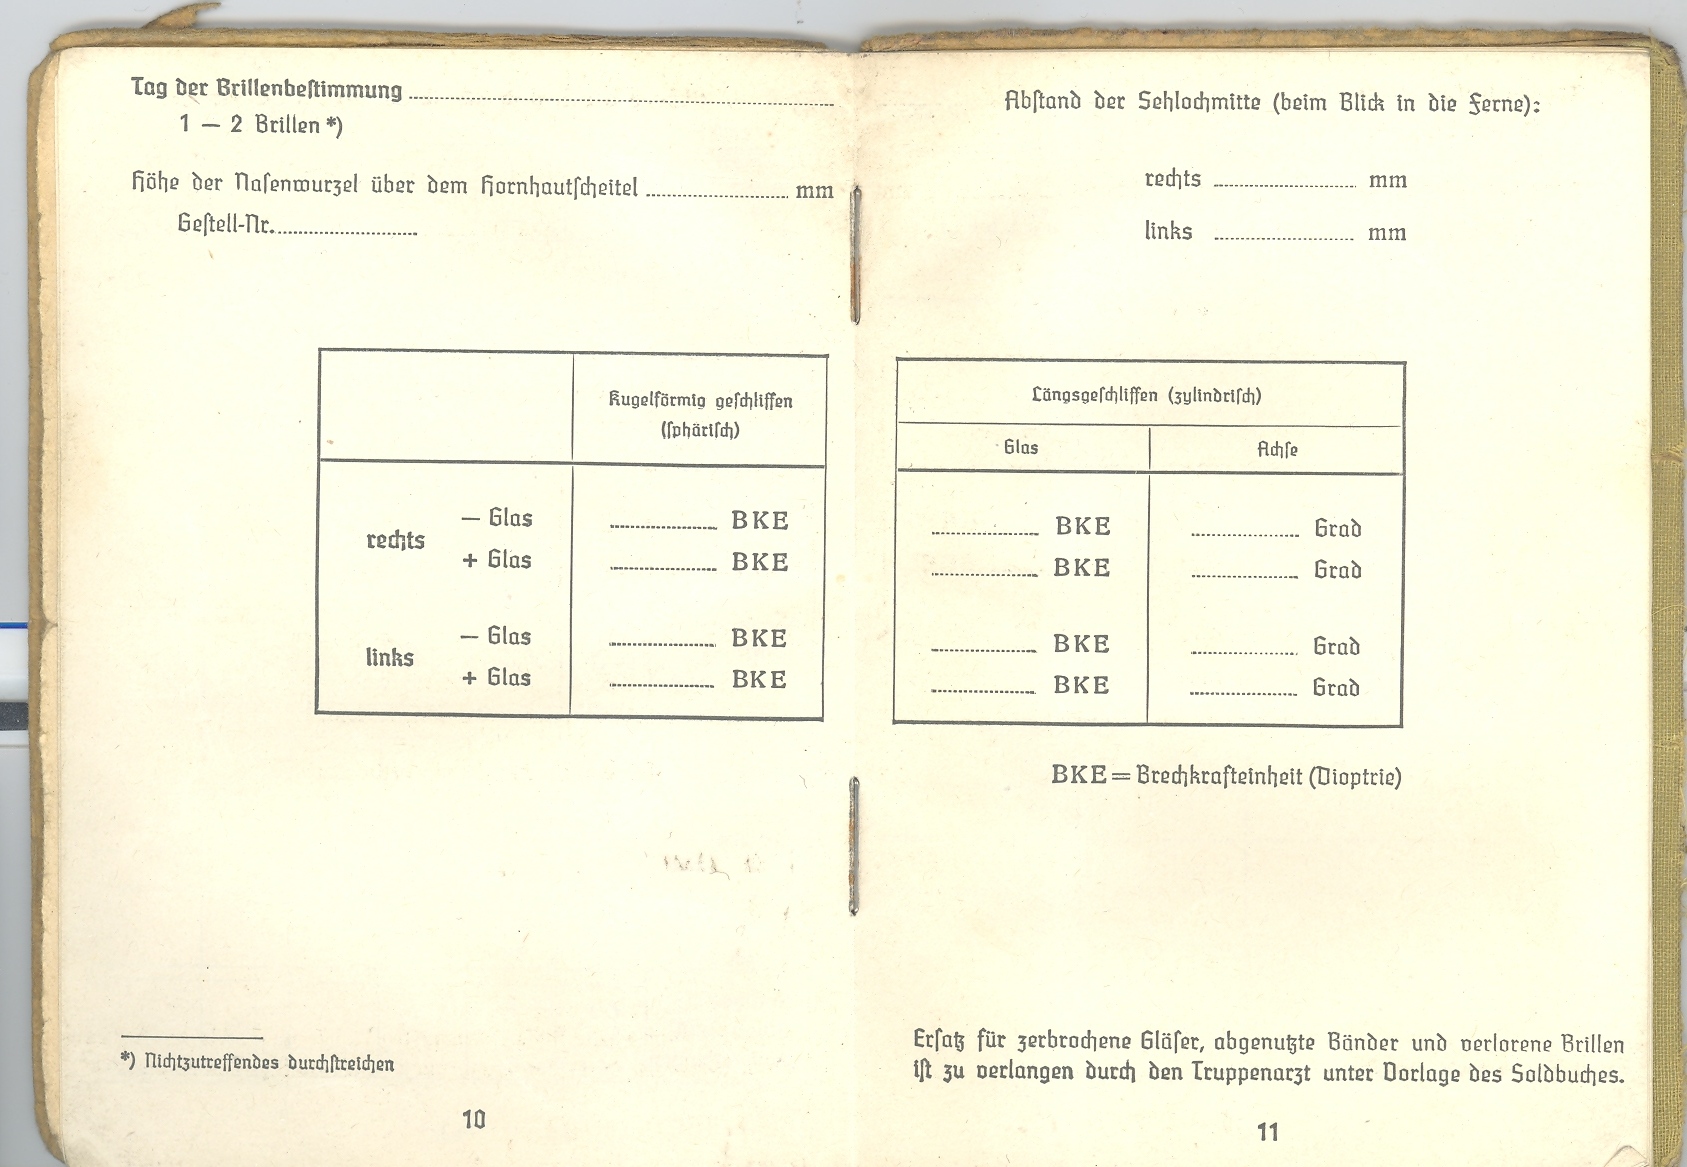 Tag der Brillenbeſtimmung
1 — 2 Brillen *)
Höhe der Naſenwurzel über dem Hornhautſcheitel mm
Geſtell-Nr.
Kugelförmig geſchliffen
(ſphäriſch)
rechts
— Glas BKE
+ Glas BKE
links
— Glas BKE
+ Glas BKE
*) Nichtzutreffendes durchſtreichen
10
Abſtand der Sehlochmitte (beim Blick in die Ferne):
rechts mm
links mm
Längsgeſchliffen (zylindriſch)
Glas Achſe
BKE Grad
BKE Grad
BKE Grad
BKE Grad
BKE = Brechkrafteinheit (Dioptrie)
Erſatz für zerbrochene Gläſer, abgenutzte Bänder und verlorene Brillen
iſt zu verlangen durch den Truppenarzt unter Vorlage des Soldbuches.
11